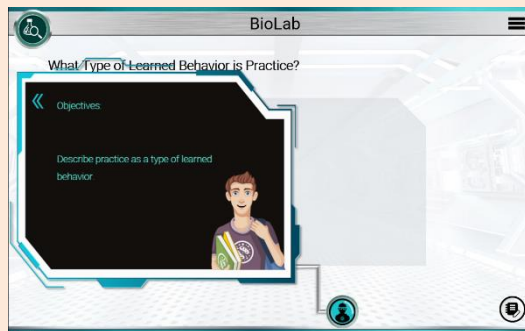 BioLab
What Type of Learned Behavior is Practice?
Objectives:
Describe practice as a type of learned
behavior